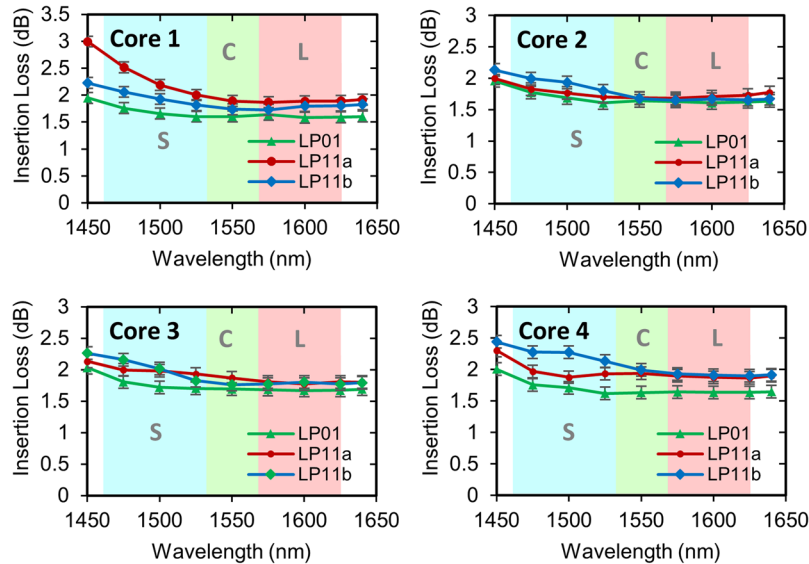 Core 1
S
C
L
3.5
3
2.5
2
1.5
1
0.5
0
Insertion Loss (dB)
LP01
LP11a
LP11b
1450 1500 1550 1600 1650
Wavelength (nm)
Core 2
S
C
L
3
2.5
2
1.5
1
0.5
0
Insertion Loss (dB)
LP01
LP11a
LP11b
1450 1500 1550 1600 1650
Wavelength (nm)
Core 3
S
C
L
3
2.5
2
1.5
1
0.5
0
Insertion Loss (dB)
LP01
LP11a
LP11b
1450 1500 1550 1600 1650
Wavelength (nm)
Core 4
S
C
L
3
2.5
2
1.5
1
0.5
0
Insertion Loss (dB)
LP01
LP11a
LP11b
1450 1500 1550 1600 1650
Wavelength (nm)